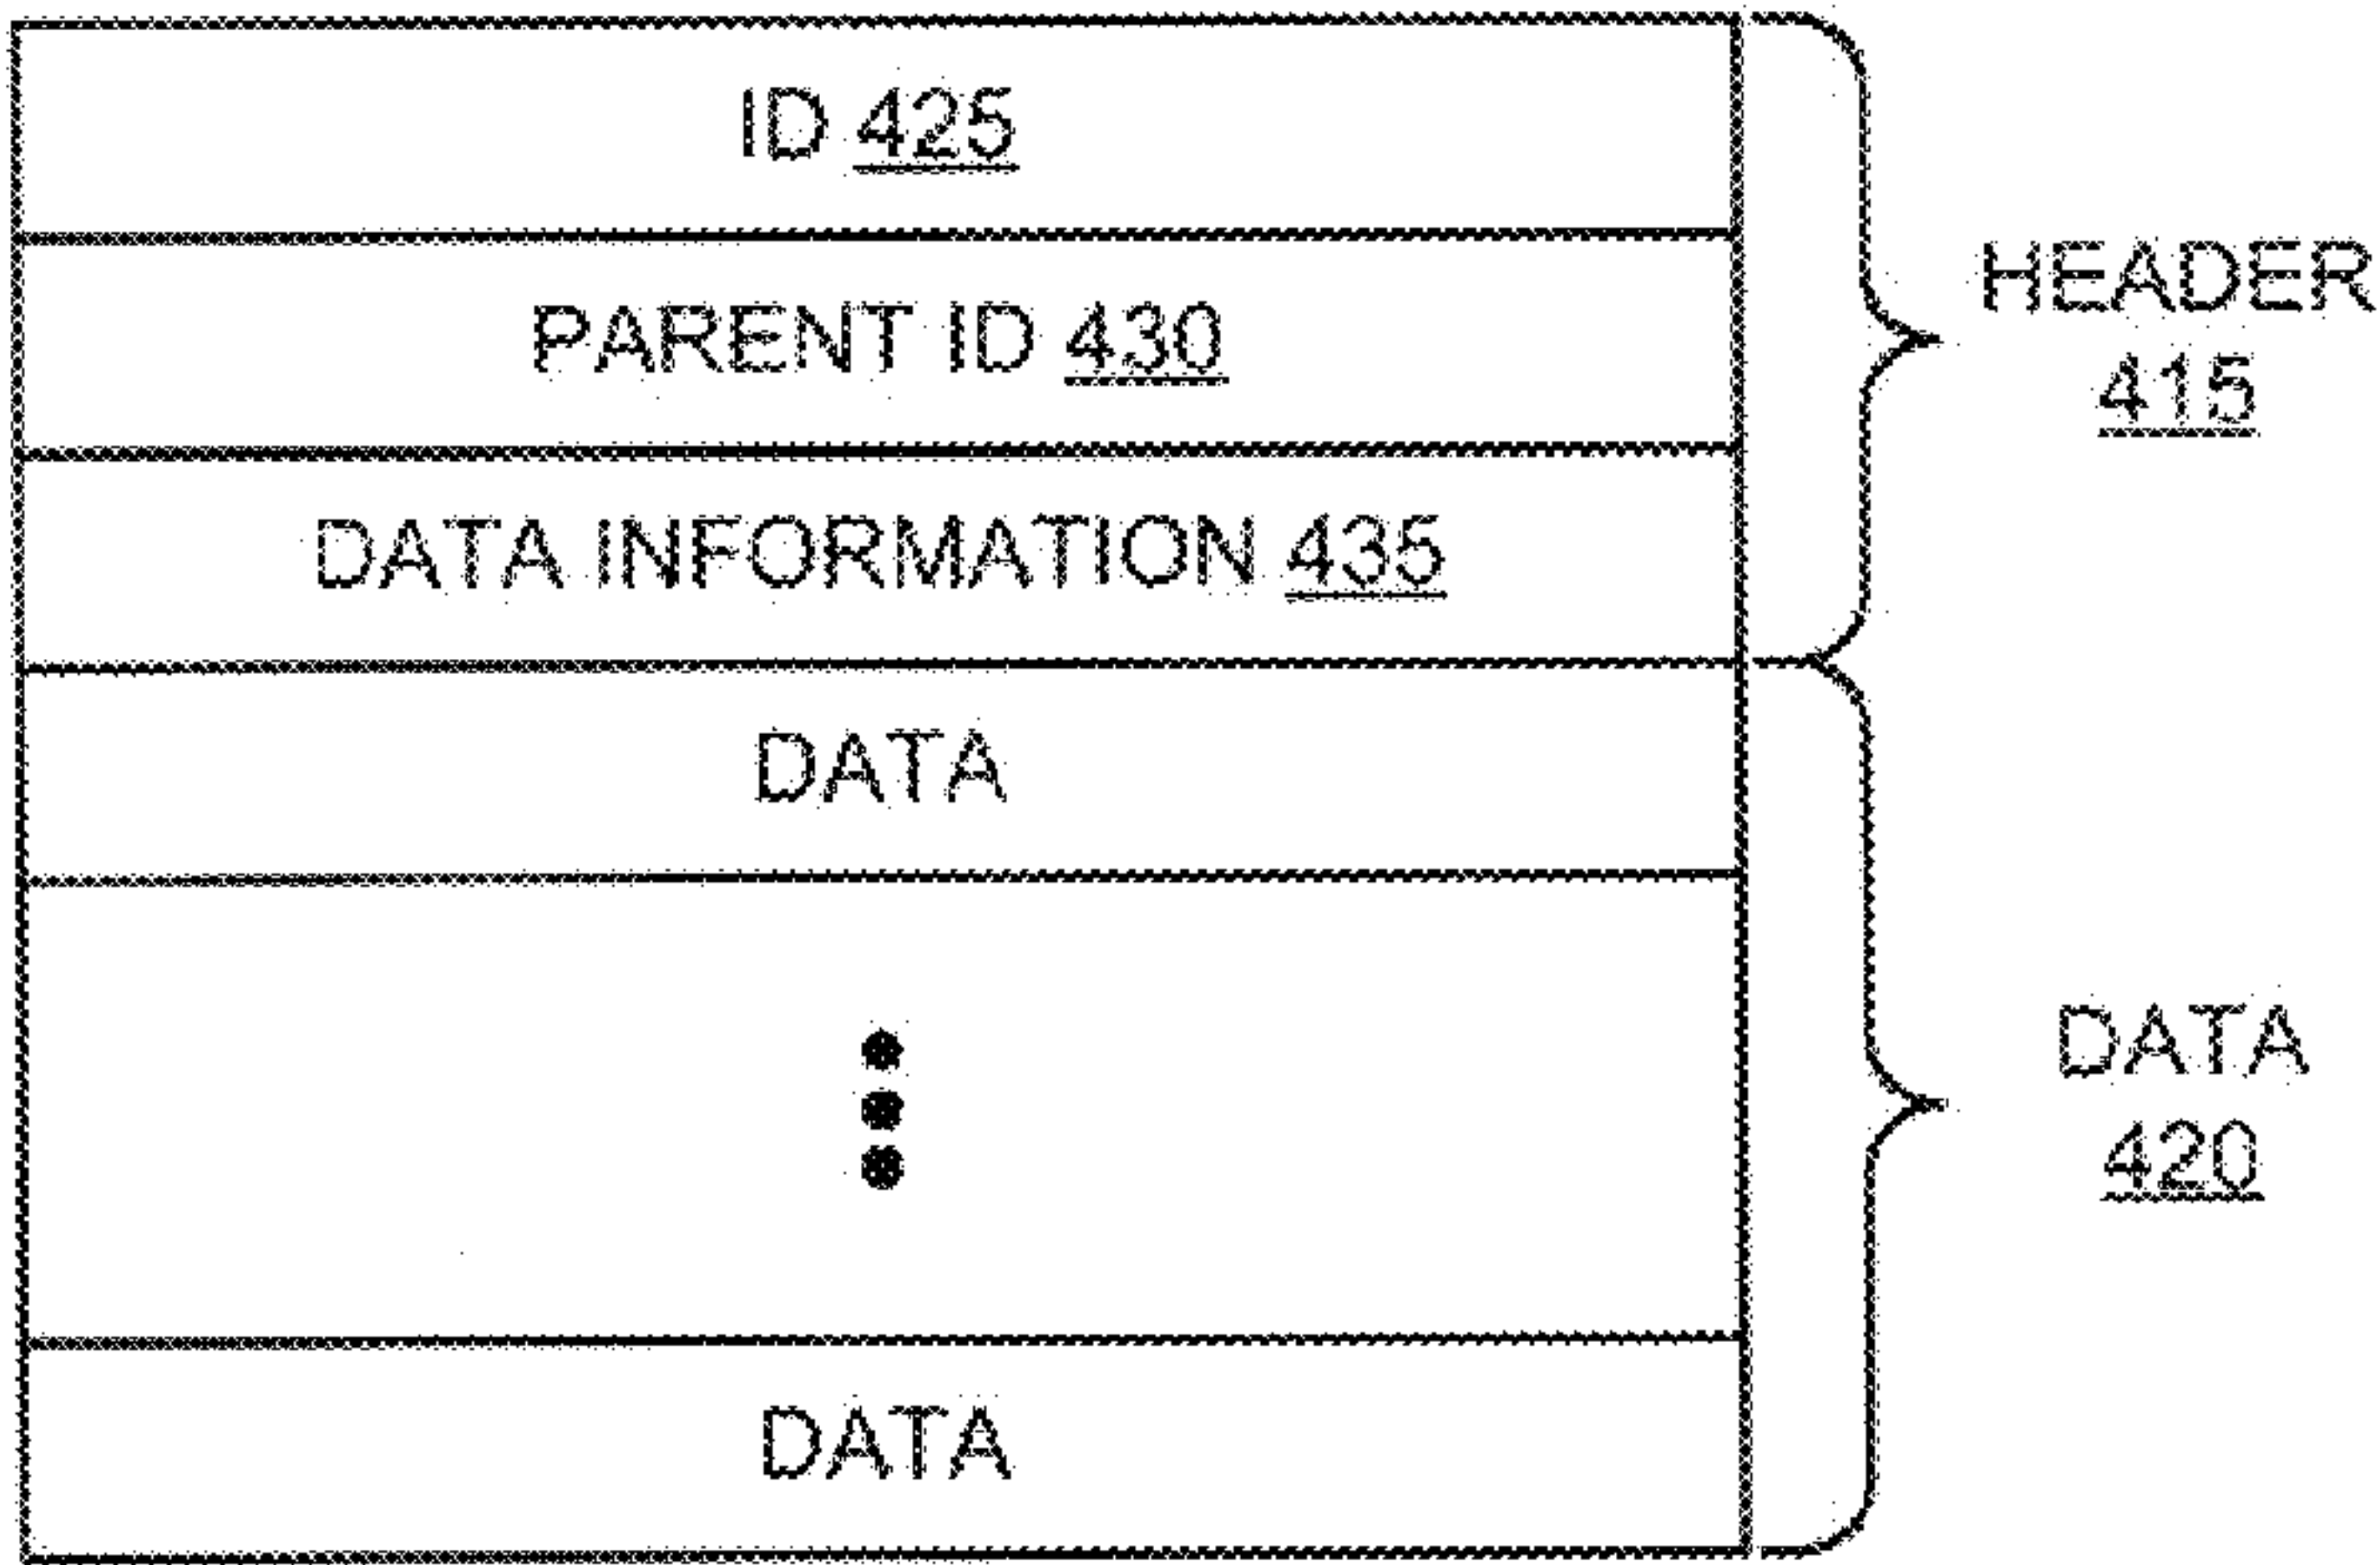 ID 425
PARENT ID 430
DATA INFORMATION 435
HEADER
415
DATA
DATA
420
DATA